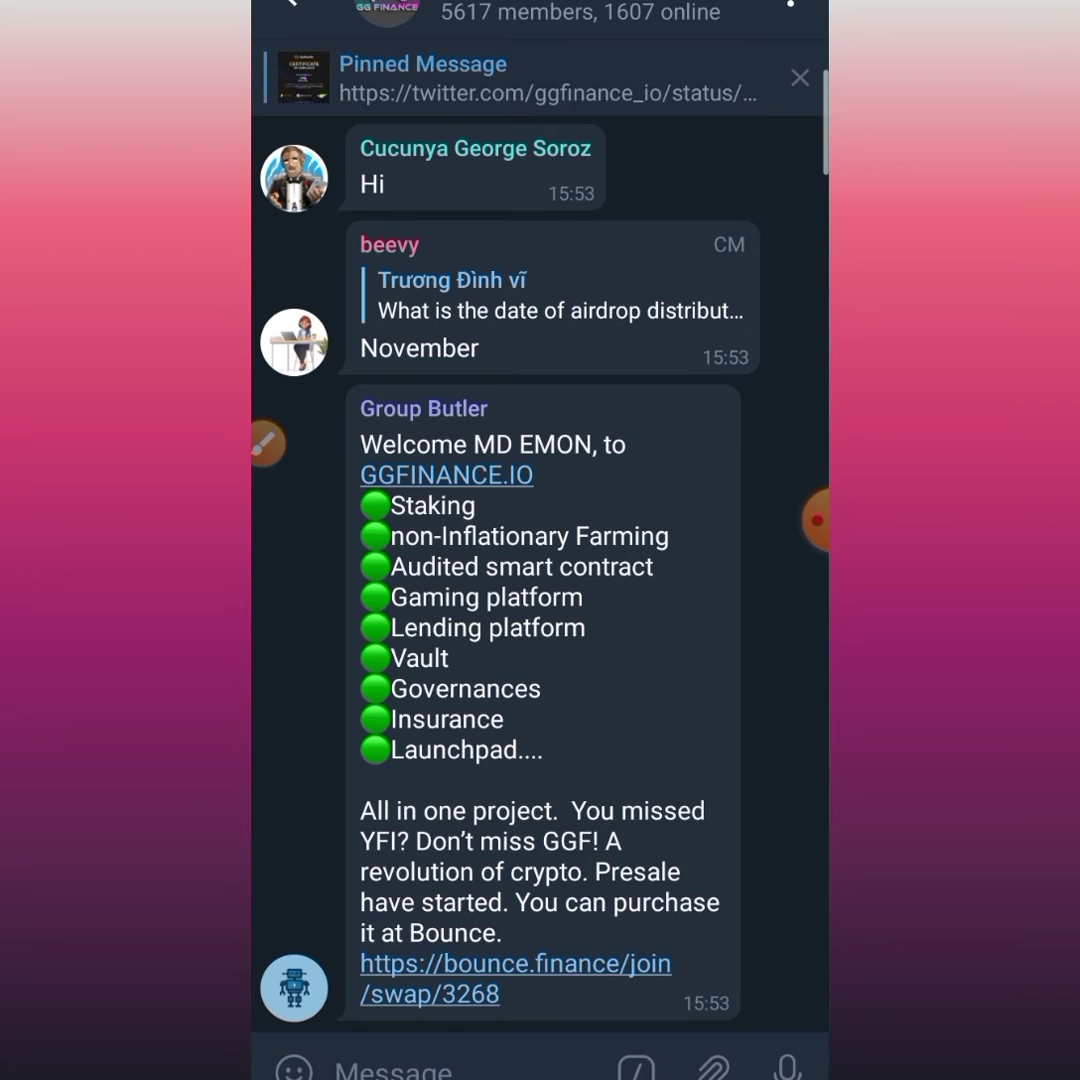 GG FINANCE
5617 members, 1607 online
Pinned Message
https://twitter.com/ggfinance_io/status/...
Cucunya George Soroz
Hi
15:53
beevy CM
Trương Đình vĩ
What is the date of airdrop distribut...
November
15:53
Group Butler
Welcome MD EMON, to
GGFINANCE.IO
Staking
non-Inflationary Farming
Audited smart contract
Gaming platform
Lending platform
Vault
Governances
Insurance
Launchpad....
All in one project.  You missed
YFI? Don’t miss GGF! A
revolution of crypto. Presale
have started. You can purchase
it at Bounce.
https://bounce.finance/join
/swap/3268
15:53
Message